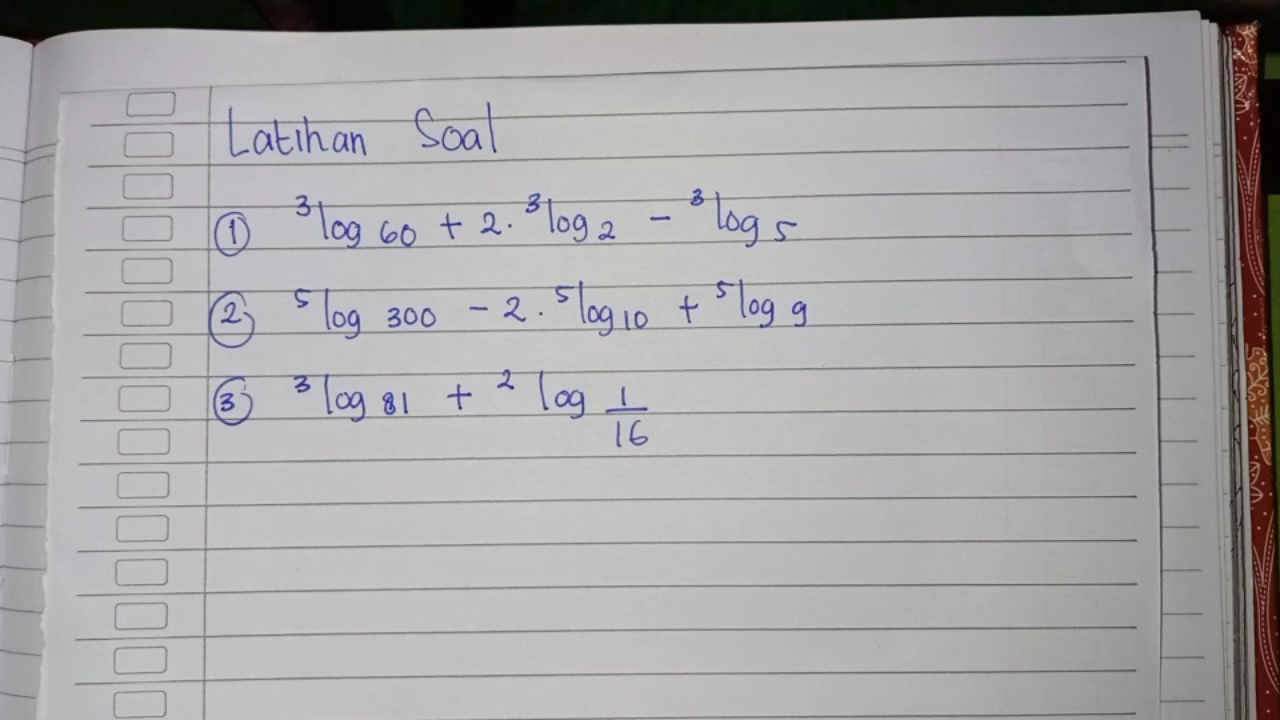 Latihan Soal
① ³log 60 + 2. ³log 2 - ³log 5
② ⁵log 300 - 2. ⁵log 10 + ⁵log 9
③ ³log 81 + ²log 1/16